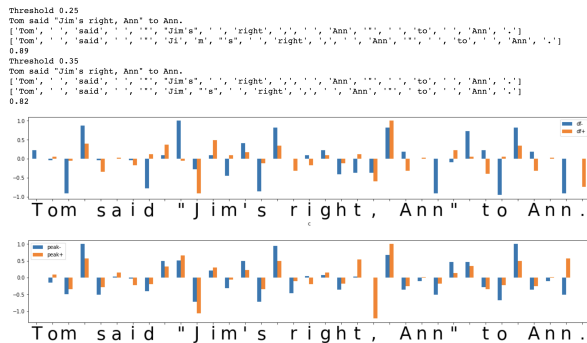 Threshold 0.25
Tom said "Jim's right, Ann" to Ann.
['Tom', ' ', 'said', ' ', '"', "Jim's", ' ', 'right', ',', ' ', 'Ann', '"', ' ', 'to', ' ', 'Ann', '.']
['Tom', ' ', 'said', ' ', '"', 'Ji', 'm', "'s", ' ', 'right', ',', ' ', 'Ann', '"', ' ', 'to', ' ', 'Ann', '.']
0.89
Threshold 0.35
Tom said "Jim's right, Ann" to Ann.
['Tom', ' ', 'said', ' ', '"', "Jim's", ' ', 'right', ',', ' ', 'Ann', '"', ' ', 'to', ' ', 'Ann', '.']
['Tom', ' ', 'said', ' ', '"', 'Jim', "'s", ' ', 'right', ',', ' ', 'Ann', '"', ' ', 'to', ' ', 'Ann', '.']
0.82
1.0
0.5
0.0
−0.5
−1.0
df-
df+
Tom said "Jim's right, Ann" to Ann.
c
1.0
0.5
0.0
−0.5
−1.0
peak-
peak+
Tom said "Jim's right, Ann" to Ann.